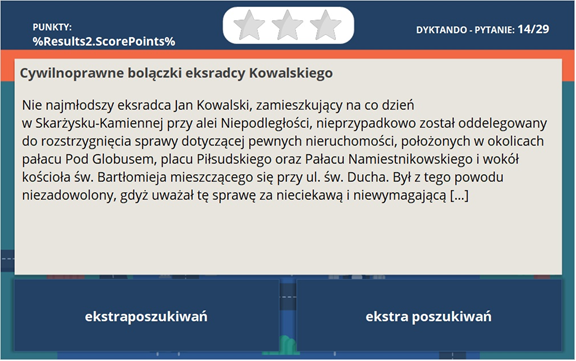 PUNKTY:
%Results2.ScorePoints%
DYKTANDO - PYTANIE: 14/29
Cywilnoprawne bolączki eksradcy Kowalskiego
Nie najmłodszy eksradca Jan Kowalski, zamieszkujący na co dzień
w Skarżysku-Kamiennej przy alei Niepodległości, nieprzypadkowo został oddelegowany
do rozstrzygnięcia sprawy dotyczącej pewnych nieruchomości, położonych w okolicach
pałacu Pod Globusem, placu Piłsudskiego oraz Pałacu Namiestnikowskiego i wokół
kościoła św. Bartłomieja mieszczącego się przy ul. św. Ducha. Był z tego powodu
niezadowolony, gdyż uważał tę sprawę za nieciekawą i niewymagającą [...]
ekstraposzukiwań
ekstra poszukiwań